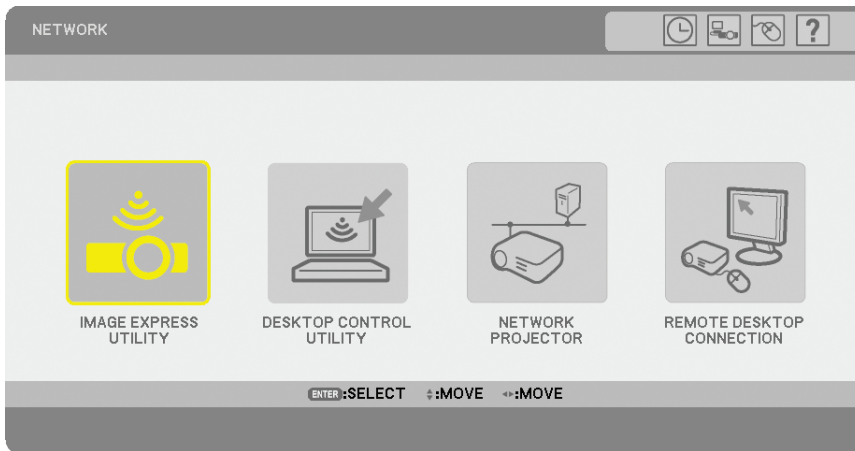 NETWORK
?
IMAGE EXPRESS
UTILITY
DESKTOP CONTROL
UTILITY
NETWORK
PROJECTOR
REMOTE DESKTOP
CONNECTION
ENTER:SELECT :MOVE :MOVE